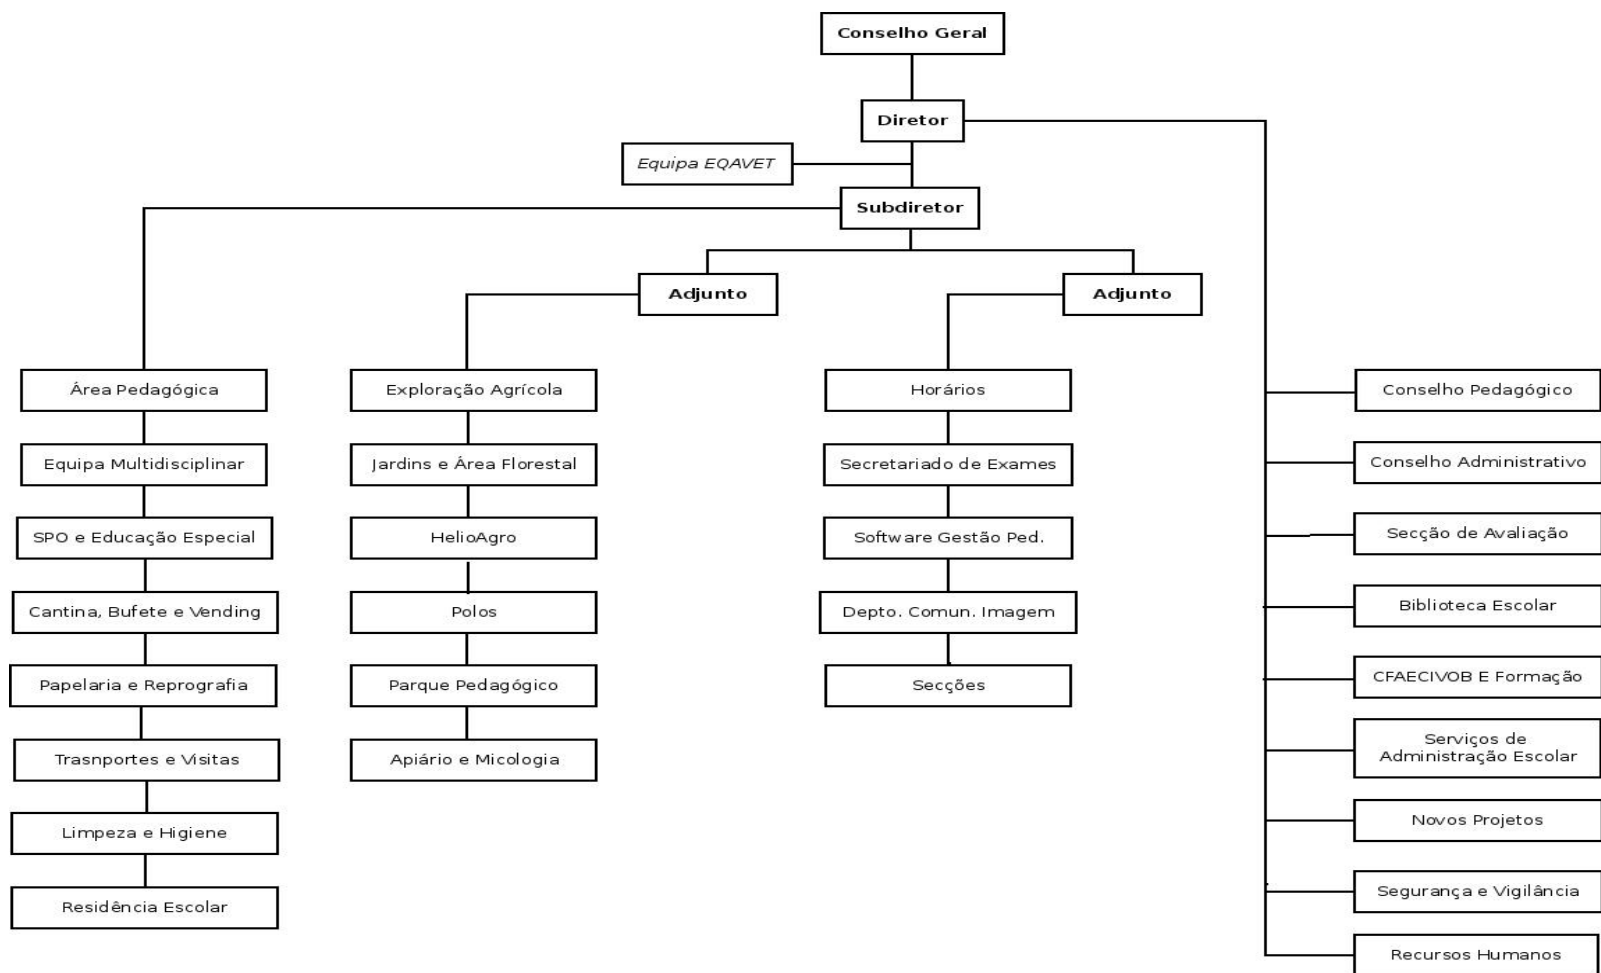 Conselho Geral
Diretor
Equipa EQAVET
Subdiretor
Adjunto
Adjunto
Área Pedagógica
Equipa Multidisciplinar
SPO e Educação Especial
Cantina, Bufete e Vending
Papelaria e Reprografia
Trasnportes e Visitas
Limpeza e Higiene
Residência Escolar
Exploração Agrícola
Jardins e Área Florestal
HelioAgro
Polos
Parque Pedagógico
Apiário e Micologia
Horários
Secretariado de Exames
Software Gestão Ped.
Depto. Comun. Imagem
Secções
Conselho Pedagógico
Conselho Administrativo
Secção de Avaliação
Biblioteca Escolar
CFAECIVOB E Formação
Serviços de
Administração Escolar
Novos Projetos
Segurança e Vigilância
Recursos Humanos